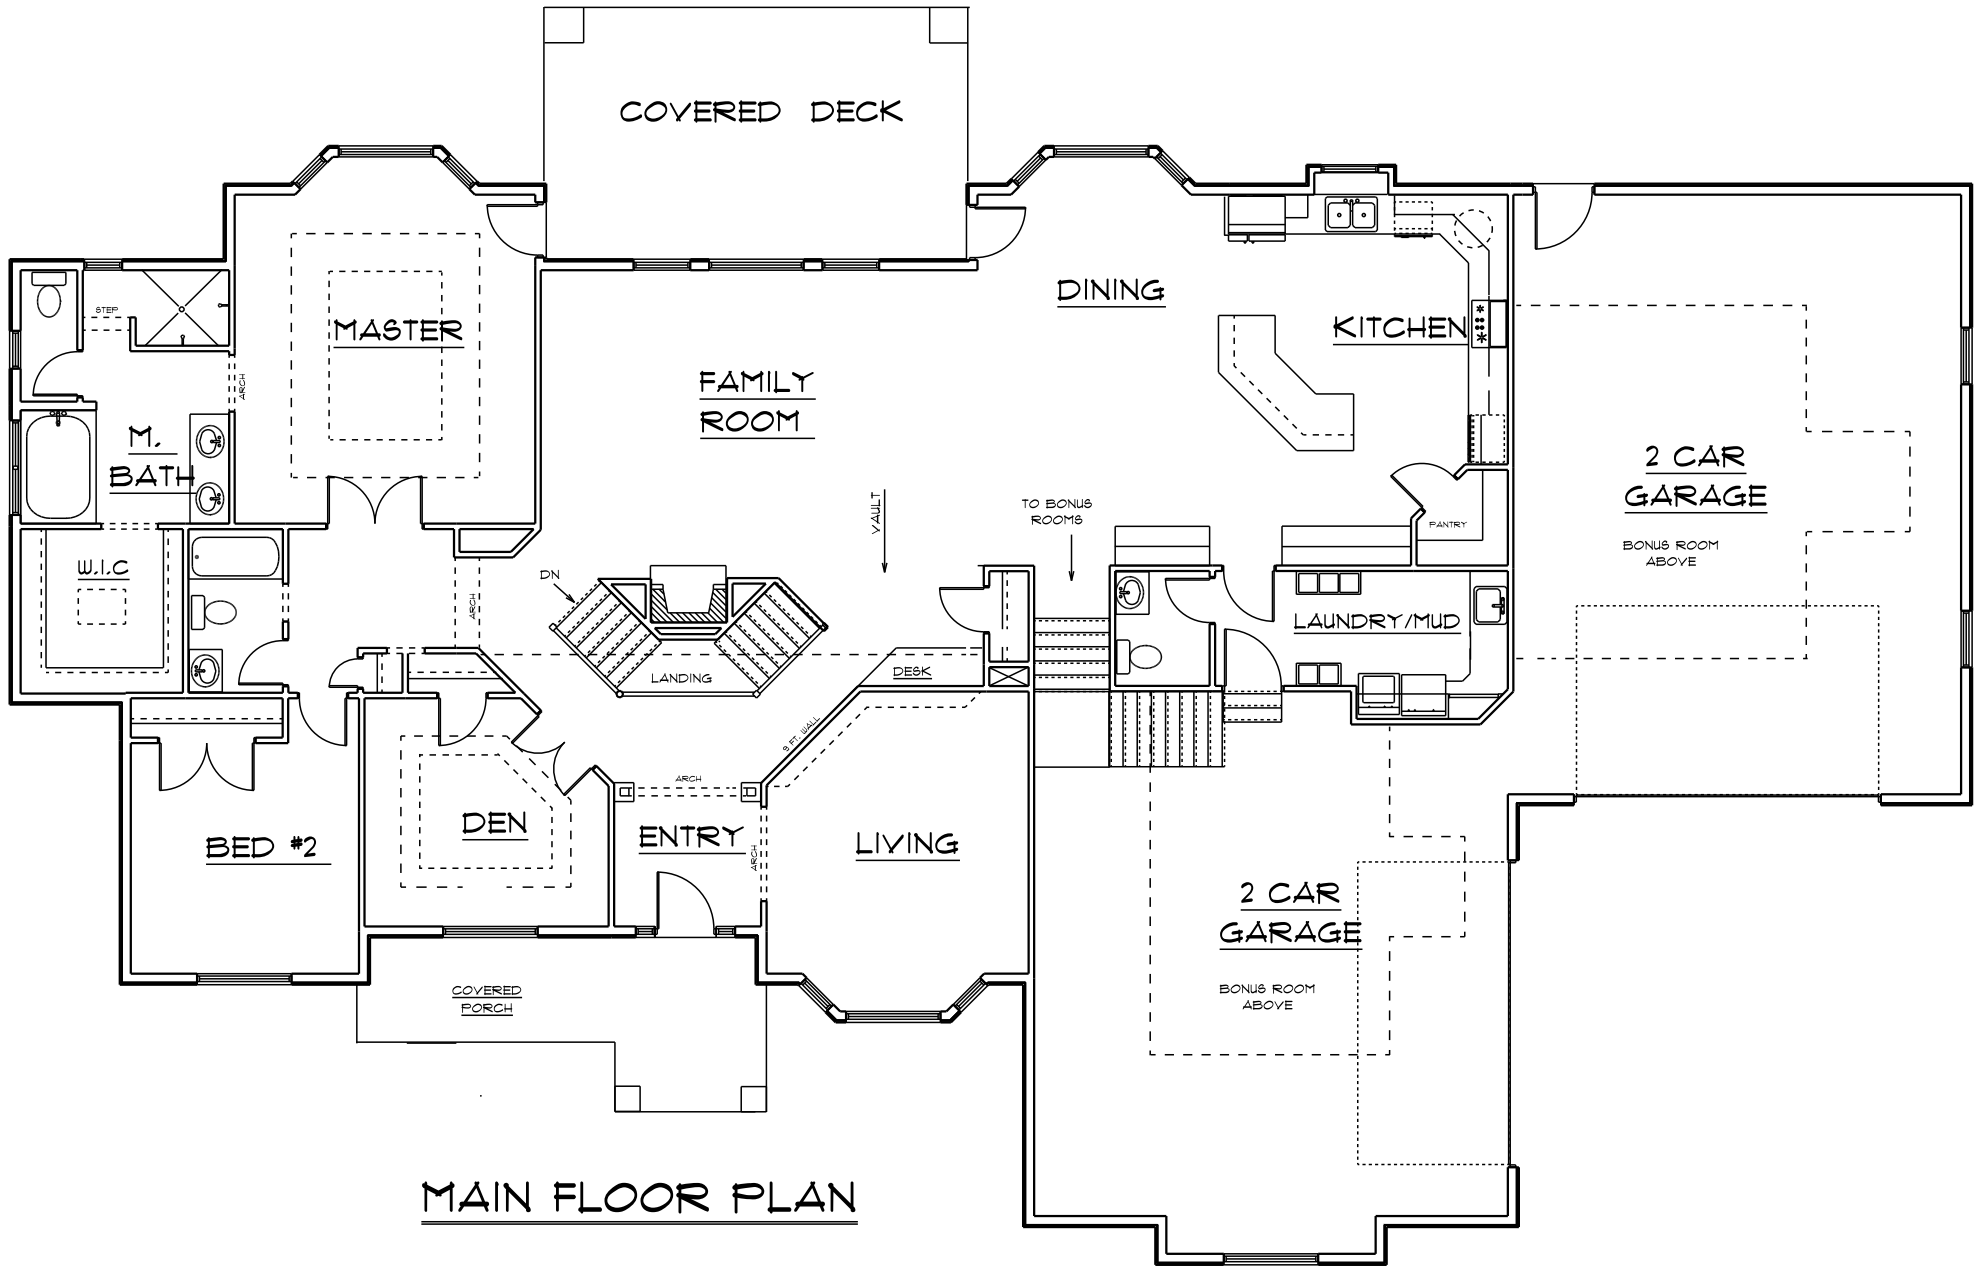 COVERED DECK
DINING
STEP
MASTER
KITCHEN
ARCH
FAMILY
ROOM
M.
BATH
2 CAR
GARAGE
VAULT
TO BONUS
ROOMS
PANTRY
BONUS ROOM
ABOVE
W.I.C
DN
ARCH
LAUNDRY/MUD
LANDING
DESK
9 FT. WALL
ARCH
BED #2
DEN
ENTRY
ARCH
LIVING
2 CAR
GARAGE
COVERED
PORCH
BONUS ROOM
ABOVE
MAIN FLOOR PLAN